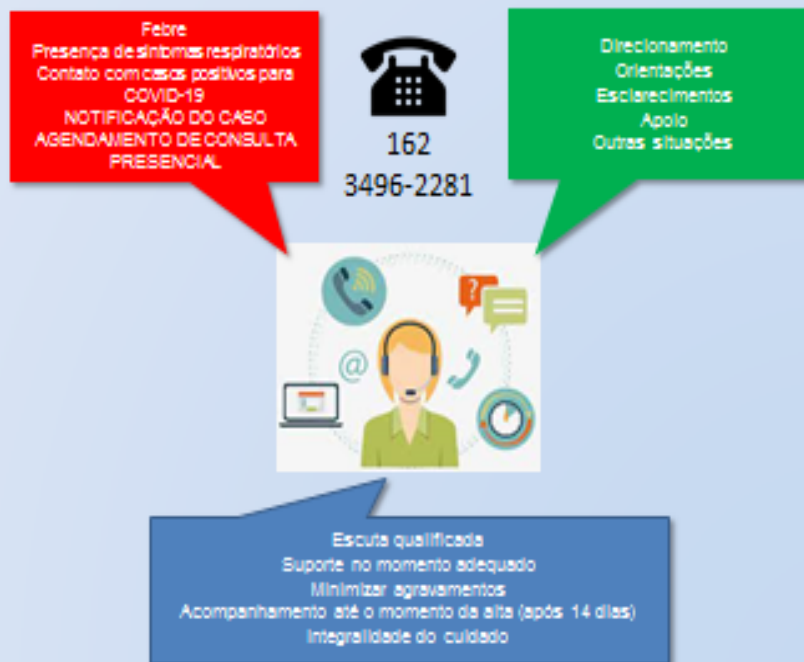 Febre
Presença de sintomas respiratórios
Contato com casos positivos para
COVID-19
NOTIFICAÇÃO DO CASO
AGENDAMENTO DE CONSULTA
PRESENCIAL
162
3496-2281
Direcionamento
Orientações
Esclarecimentos
Apoio
Outras situações
?
@
Escuta qualificada
Suporte no momento adequado
Minimizar agravamentos
Acompanhamento até o momento da alta (após 14 dias)
Integralidade do cuidado